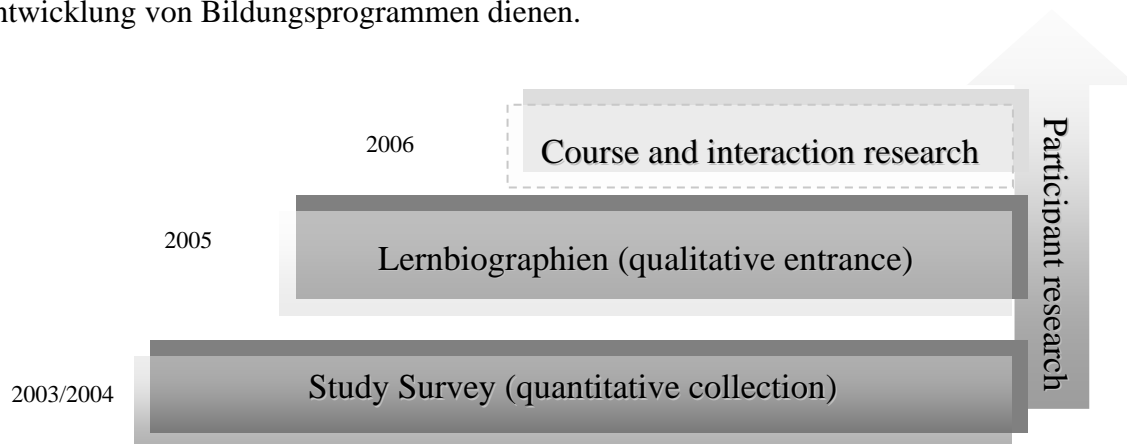 ntwicklung von Bildungsprogrammen dienen.
2006
Course and interaction research
2005
Lernbiographien (qualitative entrance)
2003/2004
Study Survey (quantitative collection)
Participant research